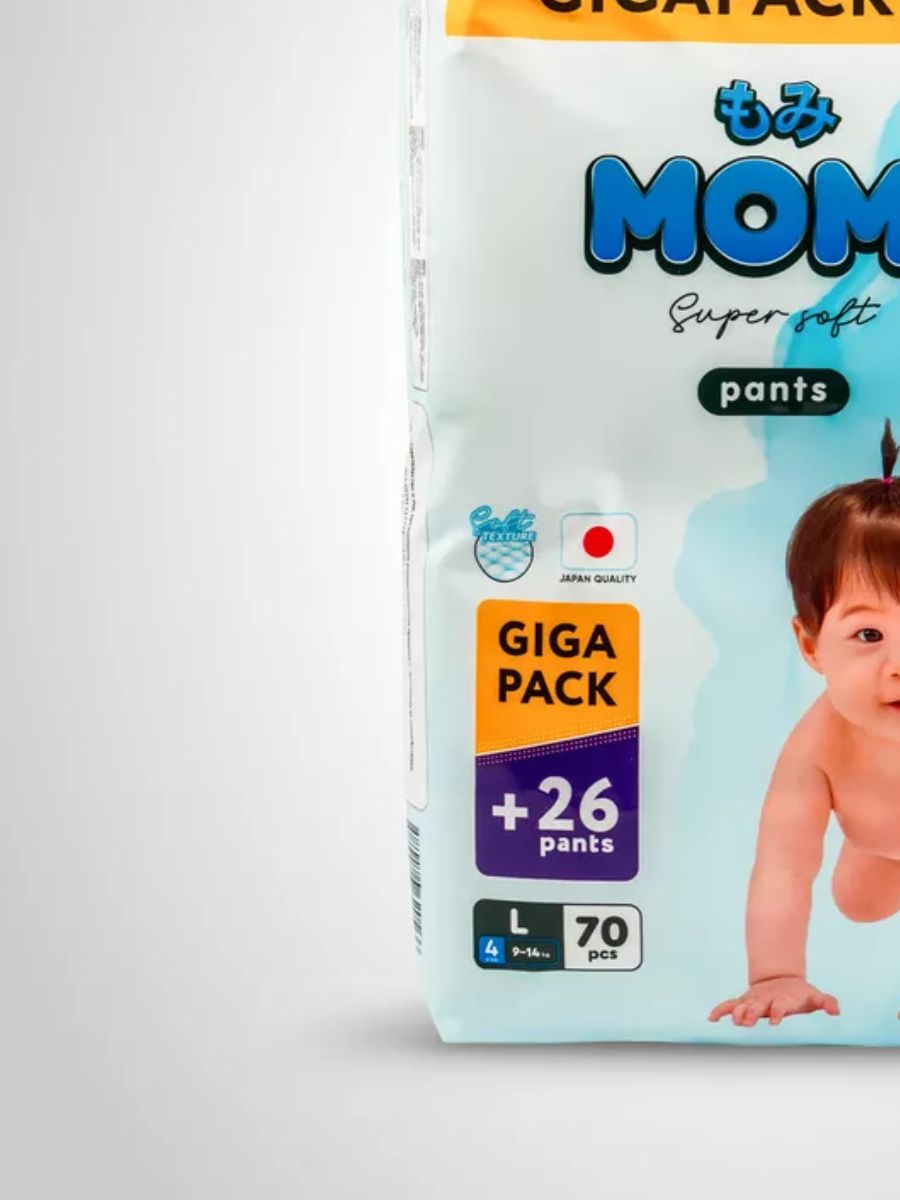 GIGAPACK
もみ
MOM
Super soft
pants
Soft
TEXTURE
JAPAN QUALITY
GIGA
PACK
+26
pants
L
70
4
9-14 kg
pcs